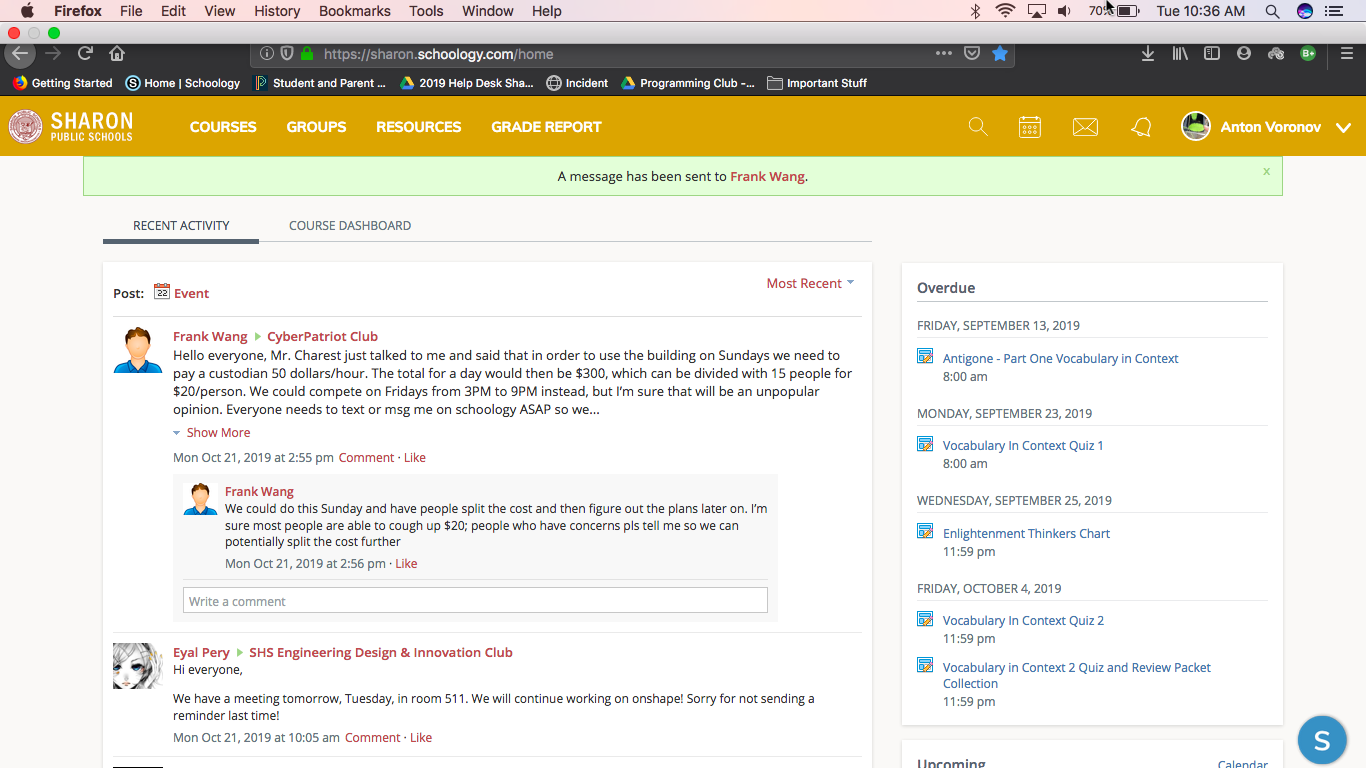 Firefox File Edit View History Bookmarks Tools Window Help 70% Tue 10:36 AM
https://sharon.schoology.com/home
Getting Started Home | Schoology Student and Parent ... 2019 Help Desk Sha... Incident Programming Club -... Important Stuff
SHARON
PUBLIC SCHOOLS
COURSES GROUPS RESOURCES GRADE REPORT Anton Voronov
A message has been sent to Frank Wang. x
RECENT ACTIVITY COURSE DASHBOARD
Post: 22 Event Most Recent
Frank Wang CyberPatriot Club
Hello everyone, Mr. Charest just talked to me and said that in order to use the building on Sundays we need to
pay a custodian 50 dollars/hour. The total for a day would then be $300, which can be divided with 15 people for
$20/person. We could compete on Fridays from 3PM to 9PM instead, but I'm sure that will be an unpopular
opinion. Everyone needs to text or msg me on schoology ASAP so we...
Show More
Mon Oct 21, 2019 at 2:55 pm Comment · Like
Frank Wang
We could do this Sunday and have people split the cost and then figure out the plans later on. I'm
sure most people are able to cough up $20; people who have concerns pls tell me so we can
potentially split the cost further
Mon Oct 21, 2019 at 2:56 pm · Like
Write a comment
Eyal Pery SHS Engineering Design & Innovation Club
Hi everyone,
We have a meeting tomorrow, Tuesday, in room 511. We will continue working on onshape! Sorry for not sending a
reminder last time!
Mon Oct 21, 2019 at 10:05 am Comment · Like
Overdue
FRIDAY, SEPTEMBER 13, 2019
Antigone - Part One Vocabulary in Context
8:00 am
MONDAY, SEPTEMBER 23, 2019
Vocabulary In Context Quiz 1
8:00 am
WEDNESDAY, SEPTEMBER 25, 2019
Enlightenment Thinkers Chart
11:59 pm
FRIDAY, OCTOBER 4, 2019
Vocabulary In Context Quiz 2
11:59 pm
Vocabulary in Context 2 Quiz and Review Packet
Collection
11:59 pm
Upcoming Calendar
S